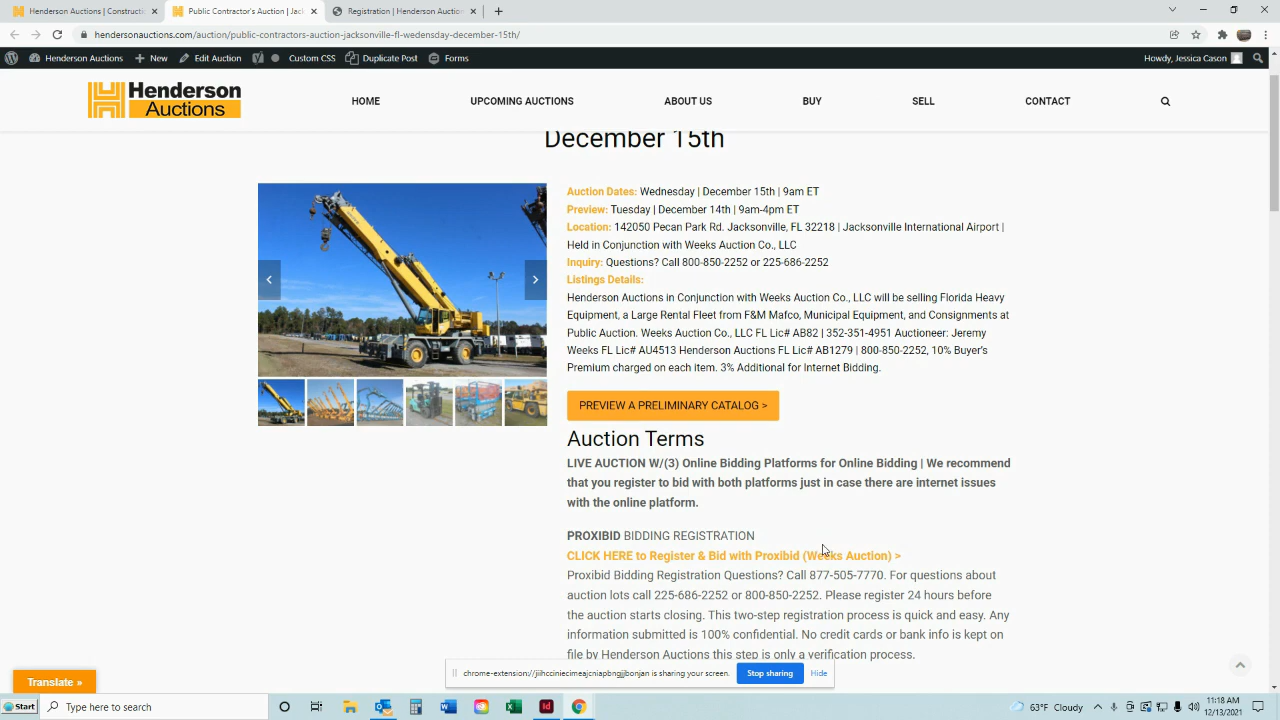 Henderson Auctions | Constructi
Public Contractor's Auction | Jack
Registration | Henderson Auction
hendersonauctions.com/auction/public-contractors-auction-jacksonville-fl-wedensday-december-15th/
Henderson Auctions
New
Edit Auction
Custom CSS
Duplicate Post
Forms
Howdy, Jessica Cason
Henderson
Auctions
HOME
UPCOMING AUCTIONS
ABOUT US
BUY
SELL
CONTACT
December 15th
Auction Dates: Wednesday | December 15th | 9am ET
Preview: Tuesday | December 14th | 9am-4pm ET
Location: 142050 Pecan Park Rd. Jacksonville, FL 32218 | Jacksonville International Airport |
Held in Conjunction with Weeks Auction Co., LLC
Inquiry: Questions? Call 800-850-2252 or 225-686-2252
Listings Details:
Henderson Auctions in Conjunction with Weeks Auction Co., LLC will be selling Florida Heavy
Equipment, a Large Rental Fleet from F&M Mafco, Municipal Equipment, and Consignments at
Public Auction. Weeks Auction Co., LLC FL Lic# AB82 | 352-351-4951 Auctioneer: Jeremy
Weeks FL Lic# AU4513 Henderson Auctions FL Lic# AB1279 | 800-850-2252, 10% Buyer's
Premium charged on each item. 3% Additional for Internet Bidding.
PREVIEW A PRELIMINARY CATALOG >
Auction Terms
LIVE AUCTION W/(3) Online Bidding Platforms for Online Bidding | We recommend
that you register to bid with both platforms just in case there are internet issues
with the online platform.
PROXIBID BIDDING REGISTRATION
CLICK HERE to Register & Bid with Proxibid (Weeks Auction) >
Proxibid Bidding Registration Questions? Call 877-505-7770. For questions about
auction lots call 225-686-2252 or 800-850-2252. Please register 24 hours before
the auction starts closing. This two-step registration process is quick and easy. Any
information submitted is 100% confidential. No credit cards or bank info is kept on
file by Henderson Auctions this step is only a verification process.
chrome-extension://jiihcciniecimeajcniapbngjjbonjan is sharing your screen.
Stop sharing
Hide
Translate »
Start
Type here to search
63°F Cloudy
11:18 AM
12/13/2021